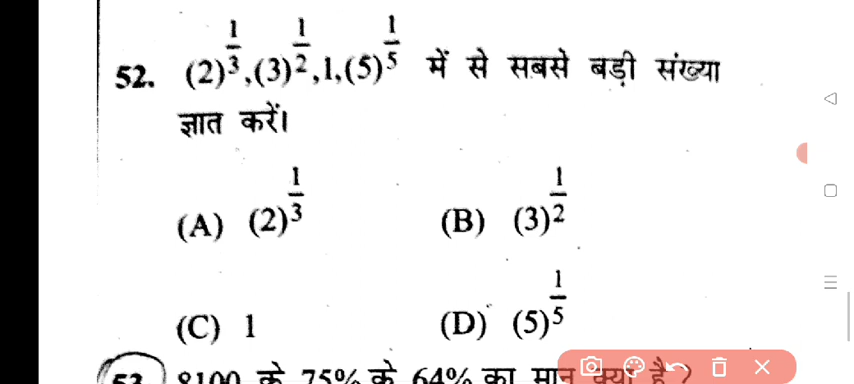 52. (2)^{1/3}, (3)^{1/2}, 1, (5)^{1/5} में से सबसे बड़ी संख्या
ज्ञात करें।
(A) (2)^{1/3} (B) (3)^{1/2}
(C) 1 (D) (5)^{1/5}
53 8100 के 75% के 64% का मान क्या है?